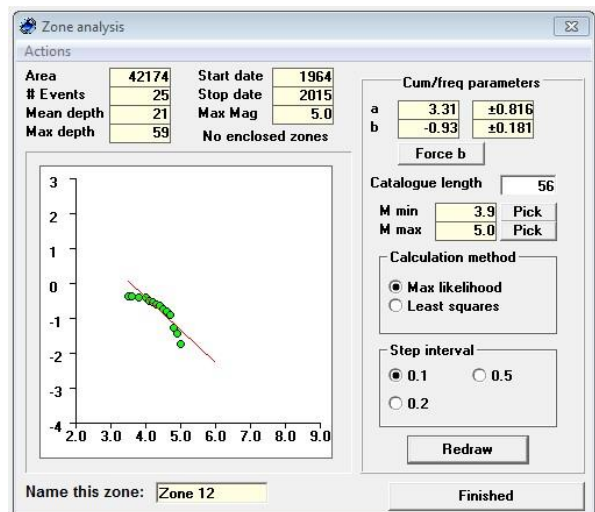 Zone analysis
Actions
Area 42174 Start date 1964
# Events 25 Stop date 2015
Mean depth 21 Max Mag 5.0
Max depth 59 No enclosed zones
3
2
1
0
-1
-2
-3
-4
2.0 3.0 4.0 5.0 6.0 7.0 8.0 9.0
Name this zone: Zone 12
Cum/freq parameters
a 3.31 ±0.816
b -0.93 ±0.181
Force b
Catalogue length 56
M min 3.9 Pick
M max 5.0 Pick
Calculation method
Max likelihood
Least squares
Step interval
0.1 0.5
0.2
Redraw
Finished